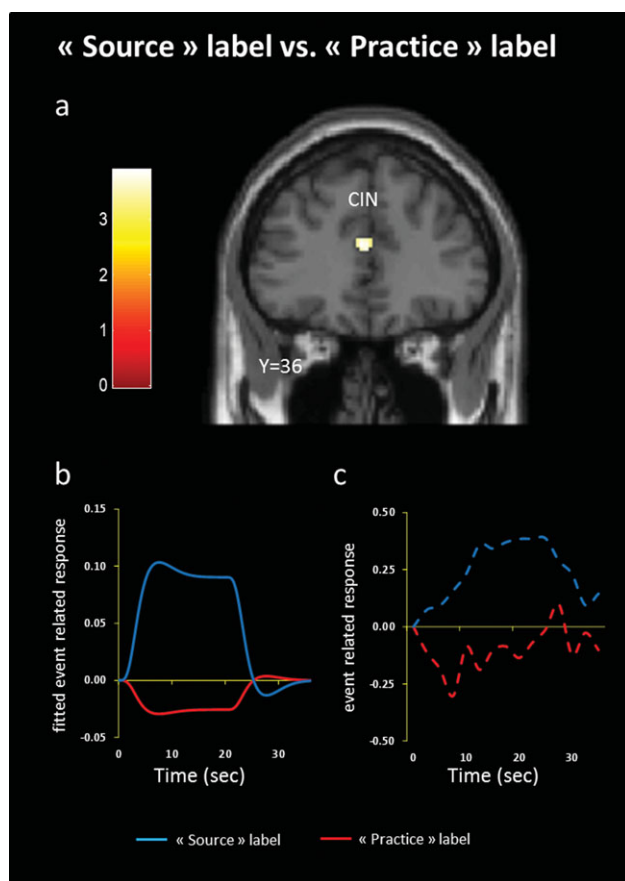 « Source » label vs. « Practice » label
a
CIN
3
2
1
0
Y=36
b
fitted event related response
0.15
0.10
0.05
0.00
-0.05
0 10 20 30
Time (sec)
c
event related response
0.50
0.25
0.00
-0.25
-0.50
0 10 20 30
Time (sec)
« Source » label « Practice » label